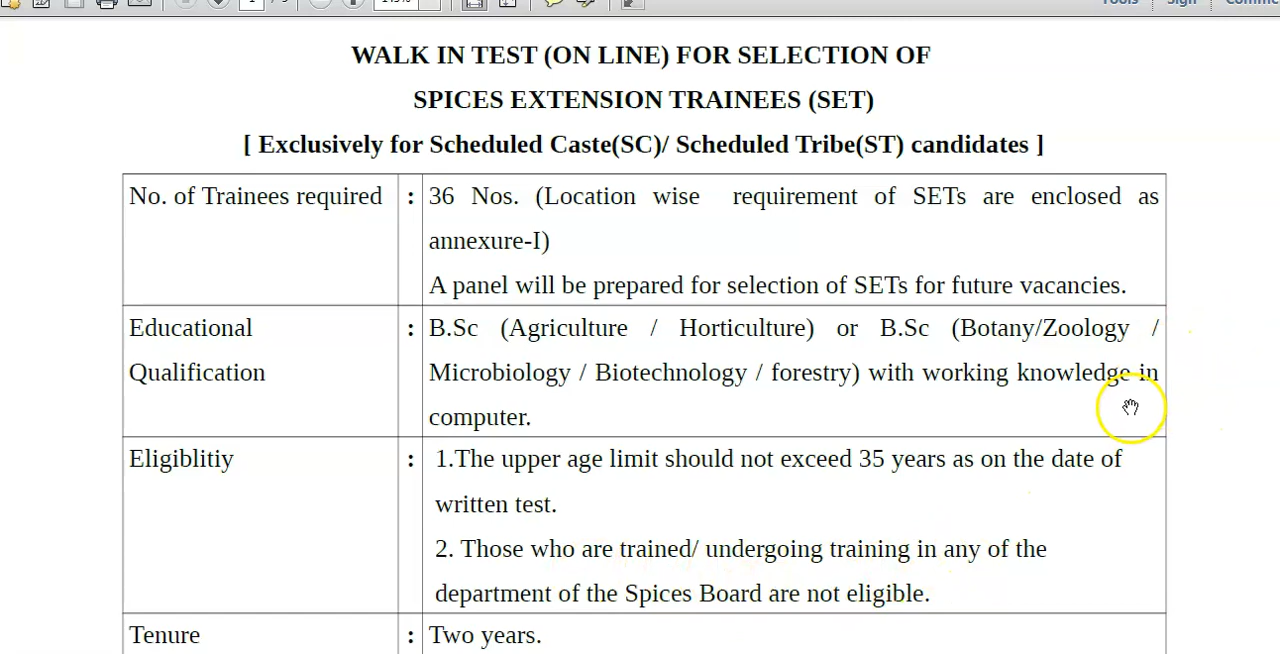 Tools Sign
WALK IN TEST (ON LINE) FOR SELECTION OF
SPICES EXTENSION TRAINEES (SET)
[ Exclusively for Scheduled Caste(SC)/ Scheduled Tribe(ST) candidates ]
No. of Trainees required : 36 Nos. (Location wise requirement of SETs are enclosed as
annexure-I)
A panel will be prepared for selection of SETs for future vacancies.
Educational : B.Sc (Agriculture / Horticulture) or B.Sc (Botany/Zoology /
Qualification Microbiology / Biotechnology / forestry) with working knowledge in
computer.
Eligiblitiy : 1.The upper age limit should not exceed 35 years as on the date of
written test.
2. Those who are trained/ undergoing training in any of the
department of the Spices Board are not eligible.
Tenure : Two years.